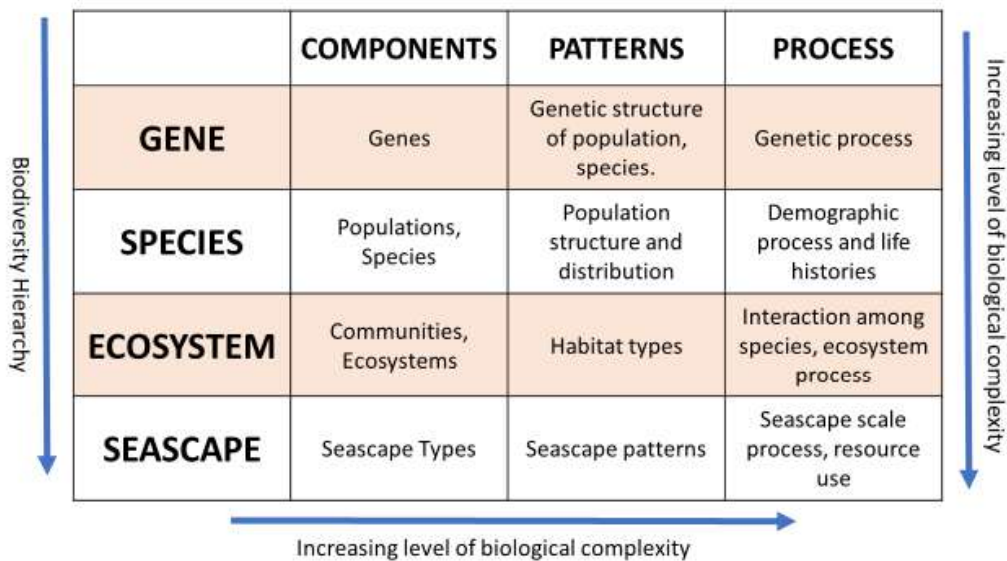 COMPONENTS PATTERNS PROCESS
GENE
Genes
Genetic structure
of population,
species.
Genetic process
SPECIES
Populations,
Species
Population
structure and
distribution
Demographic
process and life
histories
ECOSYSTEM
Communities,
Ecosystems
Habitat types
Interaction among
species, ecosystem
process
SEASCAPE
Seascape Types
Seascape patterns
Seascape scale
process, resource
use
Biodiversity Hierarchy
Increasing level of biological complexity
Increasing level of biological complexity